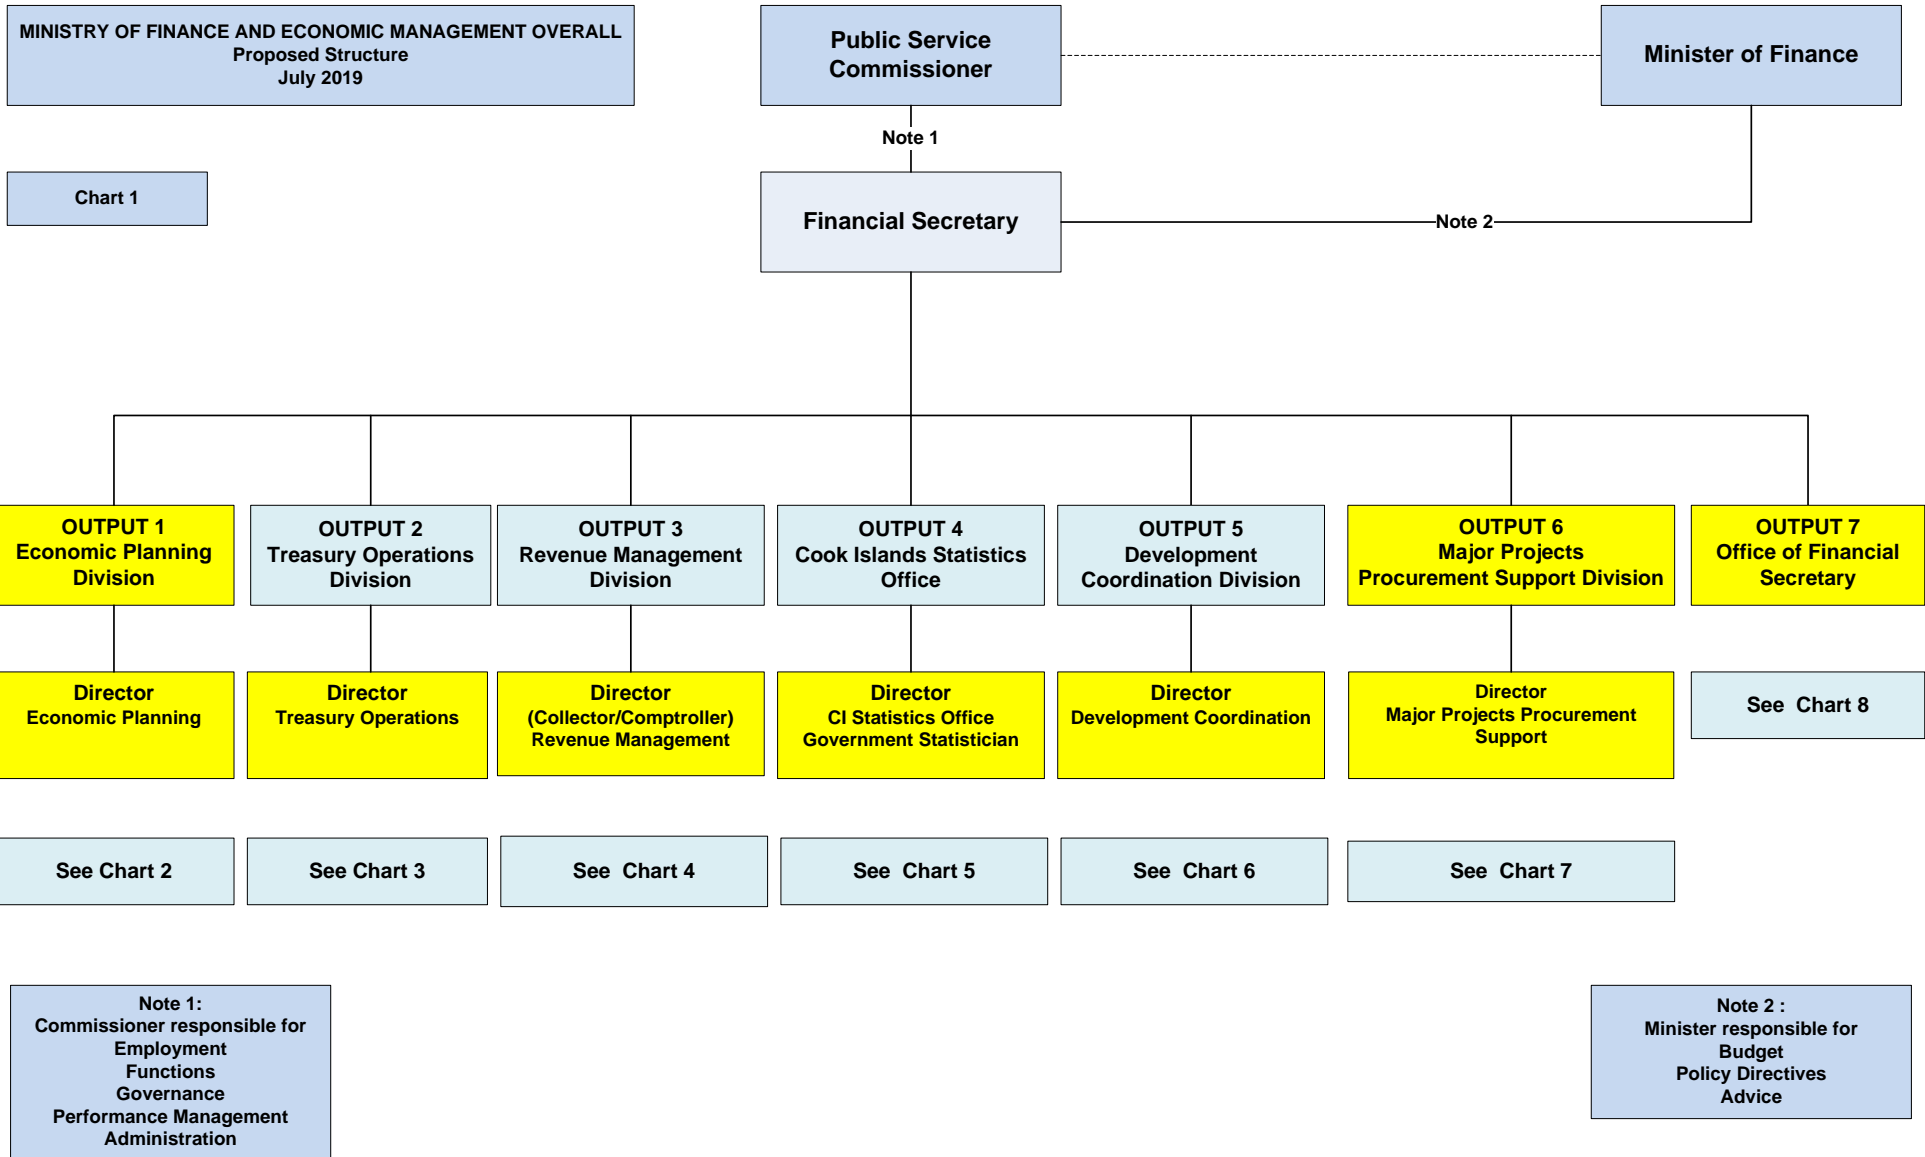 MINISTRY OF FINANCE AND ECONOMIC MANAGEMENT OVERALL
Proposed Structure
July 2019
Public Service
Commissioner
Minister of Finance
Note 1
Chart 1
Financial Secretary
Note 2
OUTPUT 1
Economic Planning
Division
OUTPUT 2
Treasury Operations
Division
OUTPUT 3
Revenue Management
Division
OUTPUT 4
Cook Islands Statistics
Office
OUTPUT 5
Development
Coordination Division
OUTPUT 6
Major Projects
Procurement Support Division
OUTPUT 7
Office of Financial
Secretary
Director
Economic Planning
Director
Treasury Operations
Director
(Collector/Comptroller)
Revenue Management
Director
CI Statistics Office
Government Statistician
Director
Development Coordination
Director
Major Projects Procurement
Support
See Chart 8
See Chart 2
See Chart 3
See Chart 4
See Chart 5
See Chart 6
See Chart 7
Note 1:
Commissioner responsible for
Employment
Functions
Governance
Performance Management
Administration
Note 2 :
Minister responsible for
Budget
Policy Directives
Advice